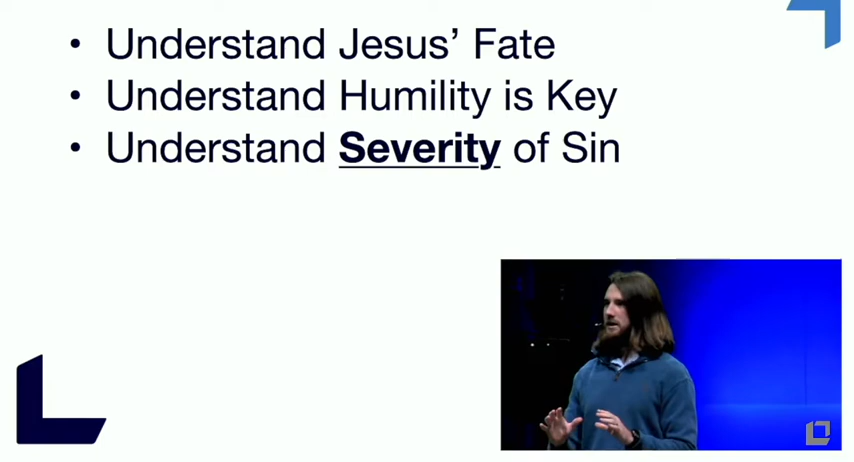 • Understand Jesus’ Fate
• Understand Humility is Key
• Understand Severity of Sin